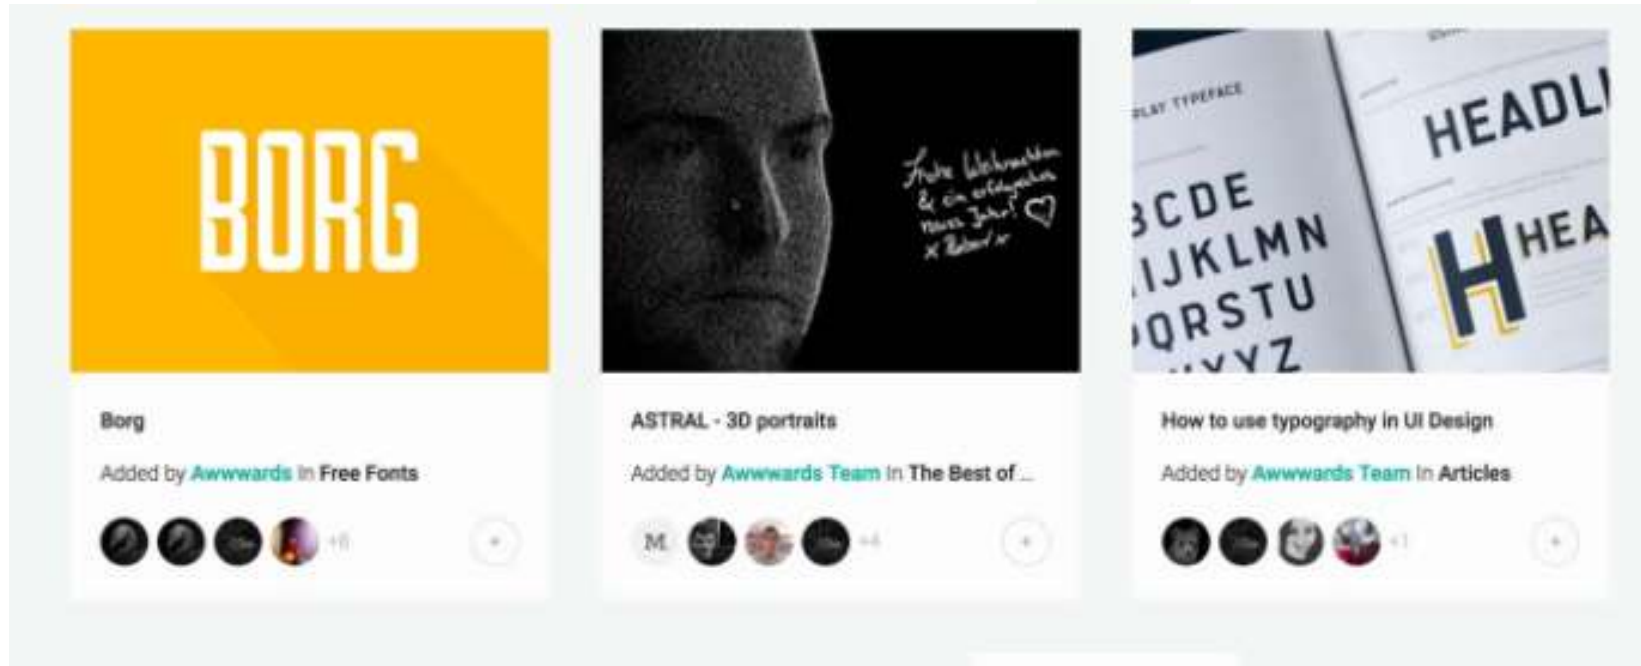 BORG
Borg
Added by Awwwards In Free Fonts
+6
Frohe Weihnachten
& ein erfolgreiches
neues Jahr!
x
ASTRAL - 3D portraits
Added by Awwwards Team In The Best of ...
M
+4
PLAY TYPEFACE
BCDE
IJKLMN
QRSTU
XYZ
HEADLI
H HEA
How to use typography in UI Design
Added by Awwwards Team In Articles
+1